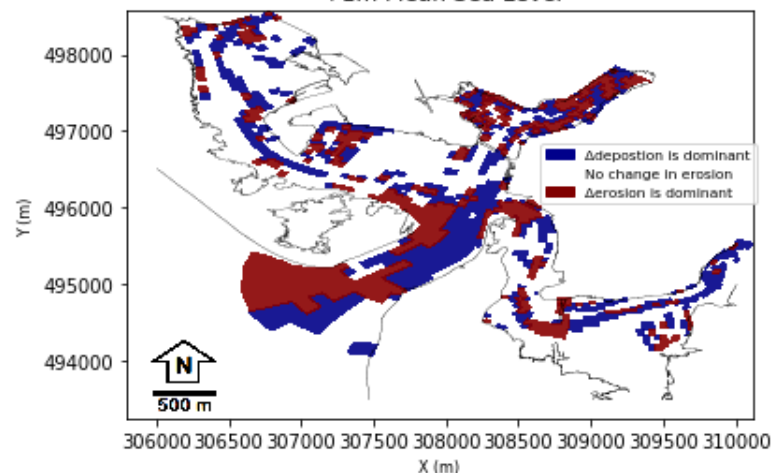 498000
497000
496000
495000
494000
Y (m)
Δdepostion is dominant
No change in erosion
Δerosion is dominant
N
500 m
306000 306500 307000 307500 308000 308500 309000 309500 310000
X (m)